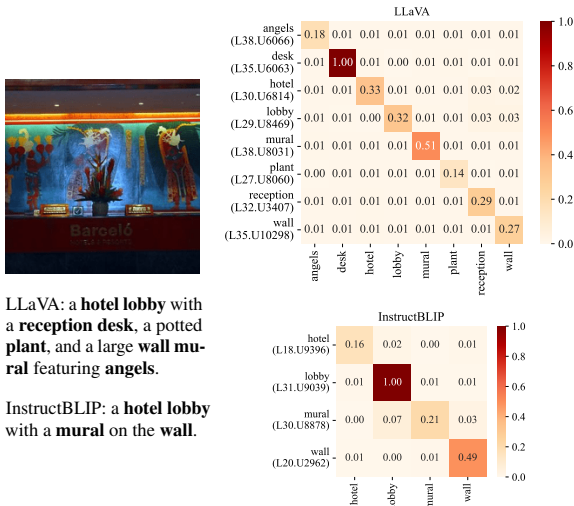 LLaVA
angels
(L38.U6066)
0.18 0.01 0.01 0.01 0.01 0.01 0.01 0.01
desk
(L35.U6063)
0.01 1.00 0.01 0.00 0.01 0.01 0.01 0.01
hotel
(L30.U6814)
0.01 0.01 0.33 0.01 0.01 0.01 0.03 0.02
lobby
(L29.U8469)
0.01 0.01 0.00 0.32 0.01 0.01 0.03 0.03
mural
(L38.U8031)
0.01 0.01 0.01 0.01 0.51 0.01 0.01 0.01
plant
(L27.U8060)
0.00 0.01 0.01 0.01 0.01 0.14 0.01 0.01
reception
(L32.U3407)
0.01 0.01 0.01 0.01 0.01 0.01 0.29 0.01
wall
(L35.U10298)
0.01 0.01 0.01 0.01 0.01 0.01 0.01 0.27
angels desk hotel lobby mural plant reception wall
1.0
0.8
0.6
0.4
0.2
0.0
Barceló
LLaVA: a hotel lobby with
a reception desk, a potted
plant, and a large wall mu-
ral featuring angels.
InstructBLIP: a hotel lobby
with a mural on the wall.
InstructBLIP
hotel
(L18.U9396)
0.16 0.02 0.00 0.01
lobby
(L31.U9039)
0.01 1.00 0.01 0.01
mural
(L30.U8878)
0.00 0.07 0.21 0.03
wall
(L20.U2962)
0.01 0.00 0.01 0.49
hotel obby mural wall
1.0
0.8
0.6
0.4
0.2
0.0